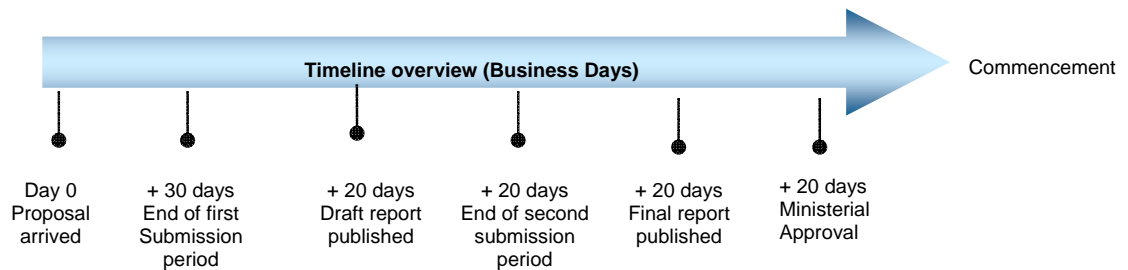 Timeline overview (Business Days)
Commencement
Day 0
Proposal
arrived
+ 30 days
End of first
Submission
period
+ 20 days
Draft report
published
+ 20 days
End of second
submission
period
+ 20 days
Final report
published
+ 20 days
Ministerial
Approval